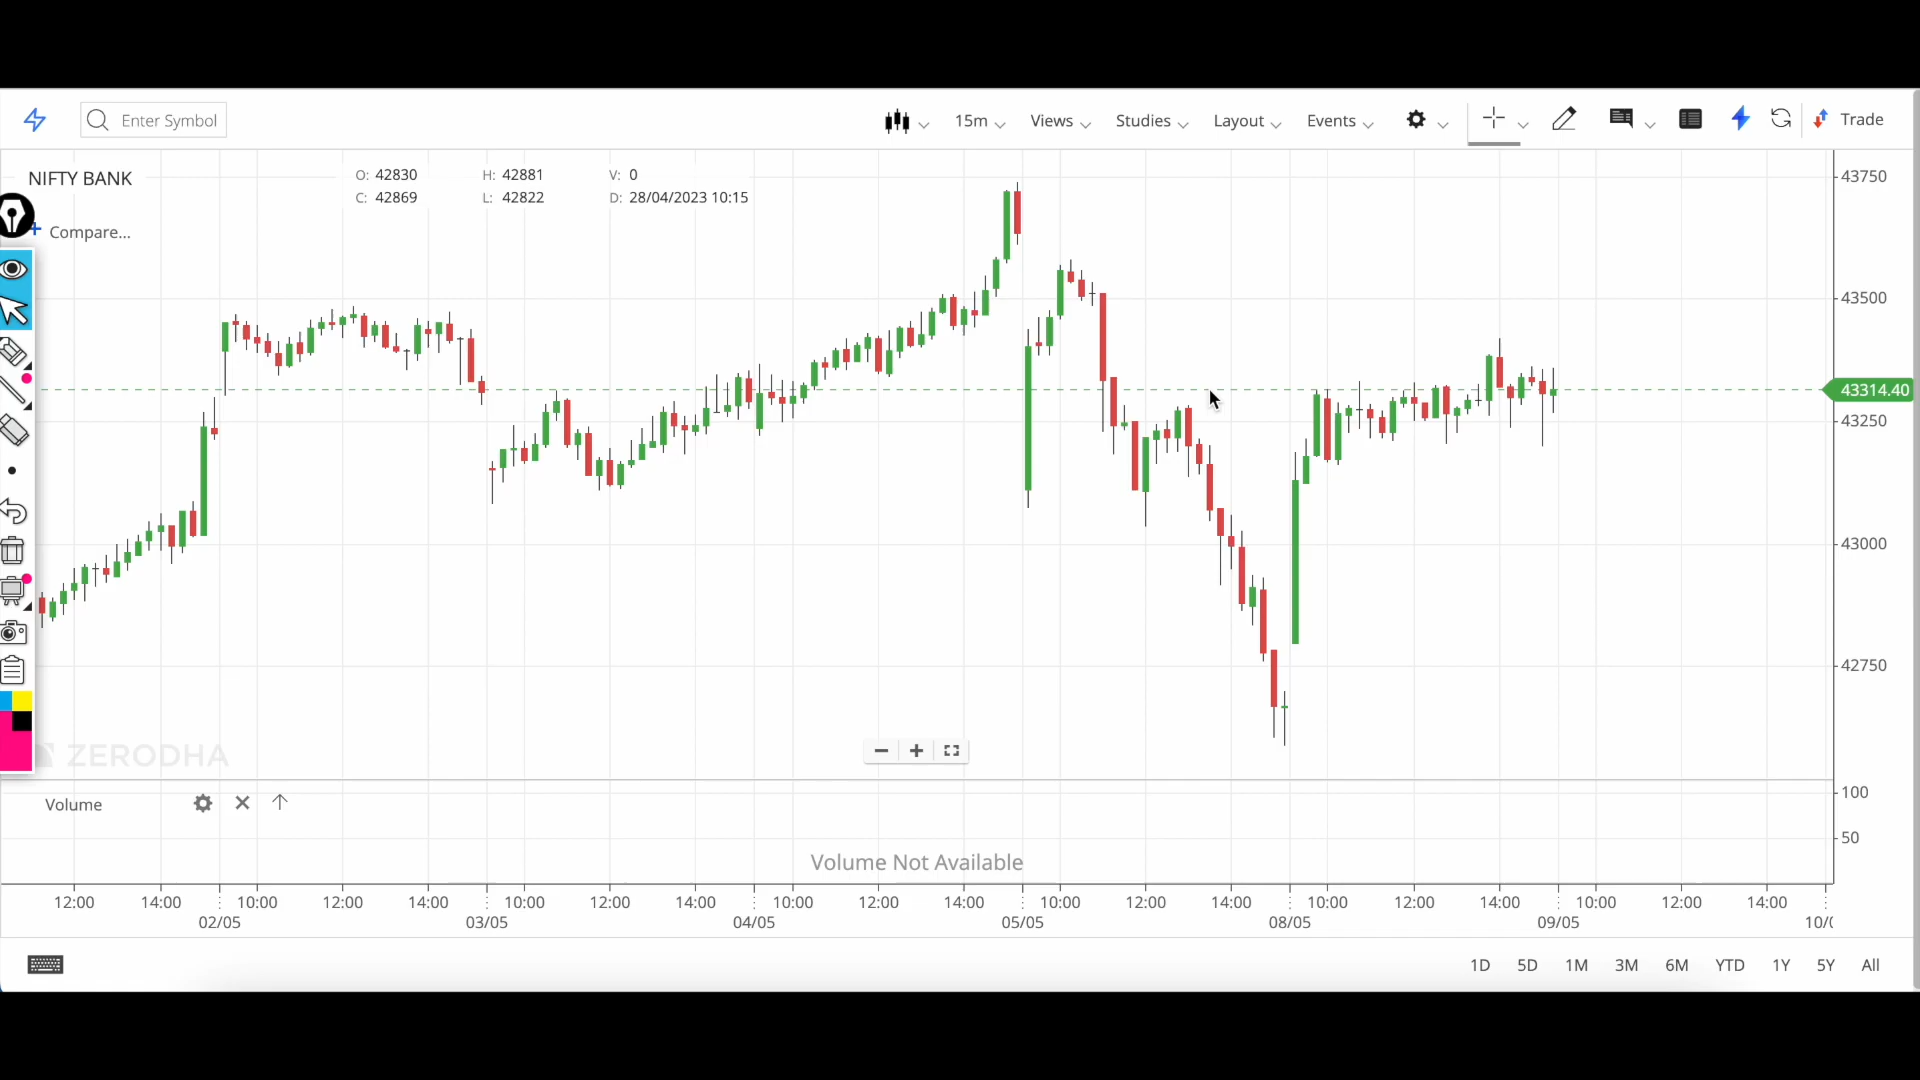 Enter Symbol 15m Views Studies Layout Events Trade
NIFTY BANK
O: 42830 H: 42881 V: 0
C: 42869 L: 42822 D: 28/04/2023 10:15
+ Compare...
43750
43500
43314.40
43250
43000
42750
ZERODHA
Volume
100
50
Volume Not Available
12:00 14:00 10:00 12:00 14:00 10:00 12:00 14:00 10:00 12:00 14:00 10:00 12:00 14:00 10:00 12:00 14:00 10:00 12:00 14:00
02/05 03/05 04/05 05/05 08/05 09/05 10/
1D 5D 1M 3M 6M YTD 1Y 5Y All